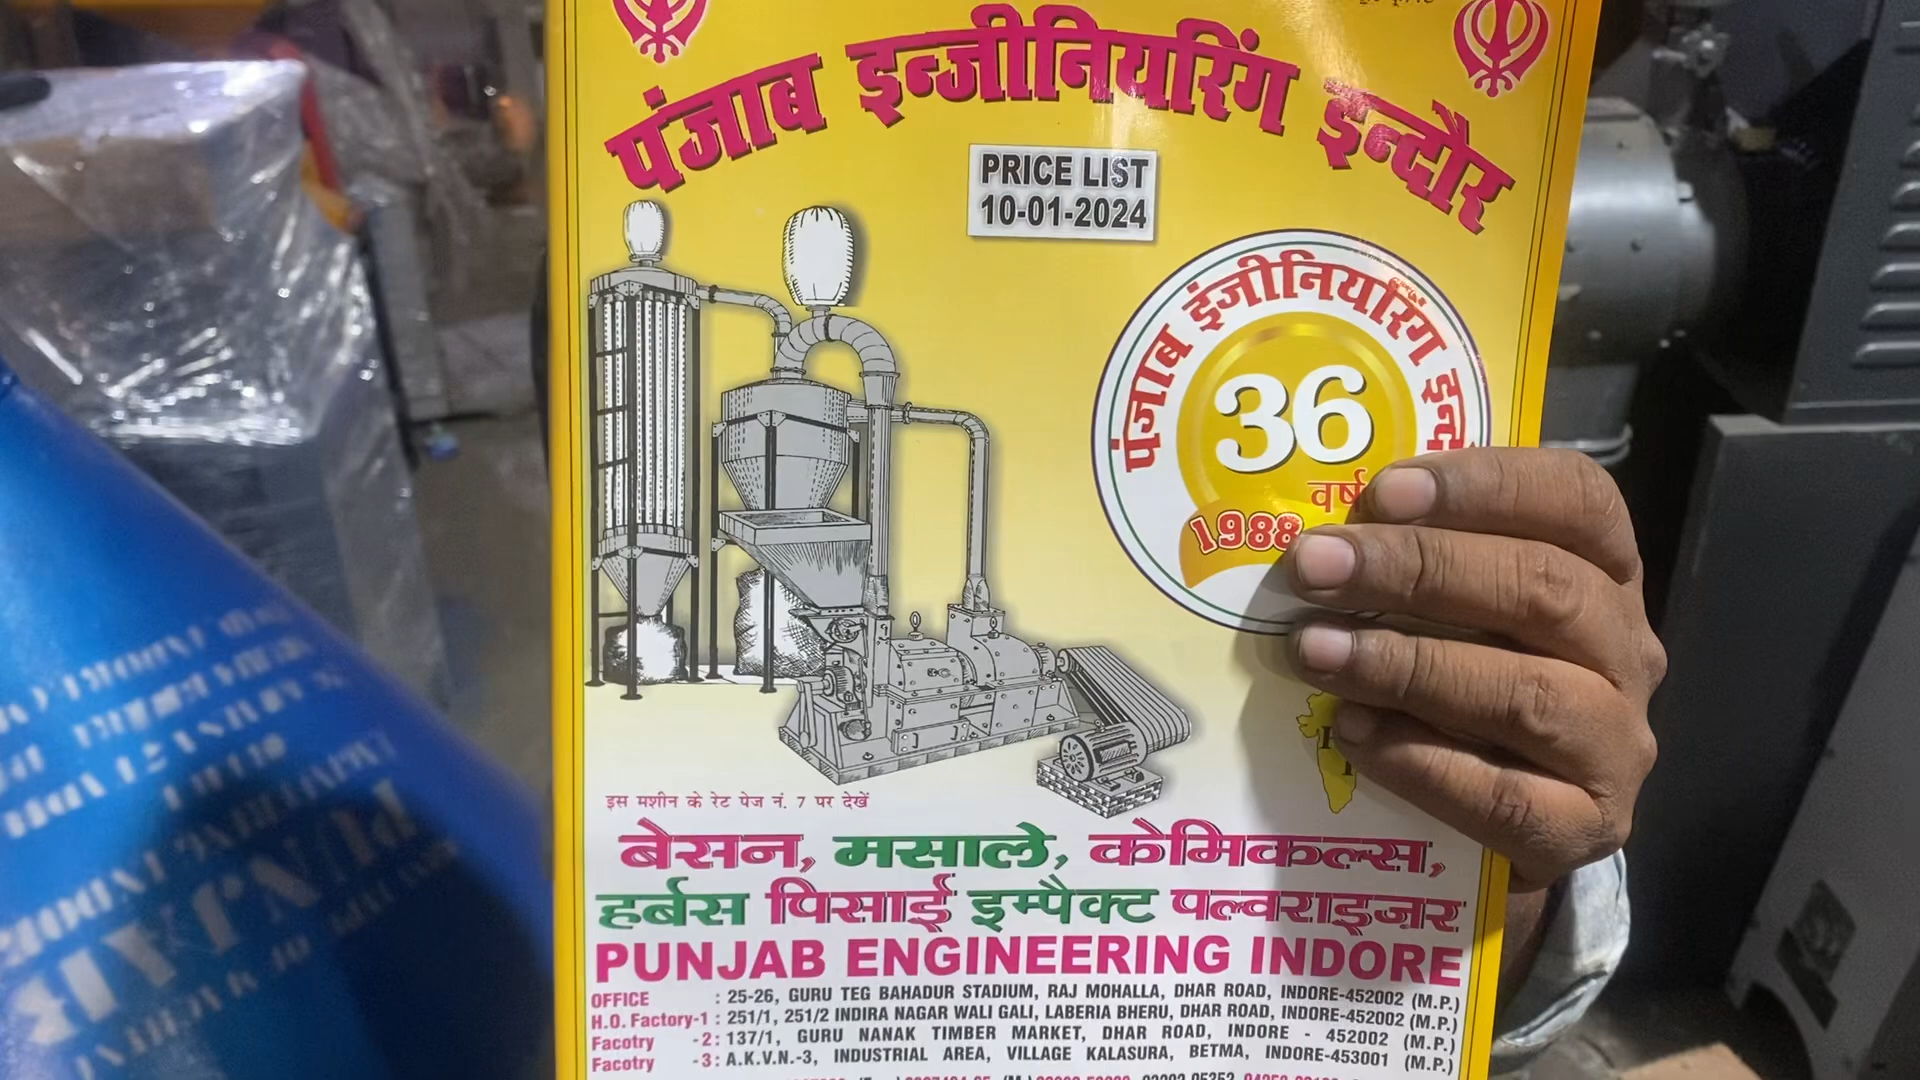 पंजाब इन्जीनियरिंग इन्दौर
PRICE LIST
10-01-2024
पंजाब इंजीनियरिंग
36
वर्ष
1988
इस मशीन के रेट पेज नं. 7 पर देखें
बेसन, मसाले, केमिकल्स,
हर्बस पिसाई इम्पैक्ट पल्वराइजर
PUNJAB ENGINEERING INDORE
OFFICE : 25-26, GURU TEG BAHADUR STADIUM, RAJ MOHALLA, DHAR ROAD, INDORE-452002 (M.P.)
H.O. Factory-1 : 251/1, 251/2 INDIRA NAGAR WALI GALI, LABERIA BHERU, DHAR ROAD, INDORE-452002 (M.P.)
Facotry -2: 137/1, GURU NANAK TIMBER MARKET, DHAR ROAD, INDORE - 452002 (M.P.)
Facotry -3: A.K.V.N.-3, INDUSTRIAL AREA, VILLAGE KALASURA, BETMA, INDORE-453001 (M.P.)